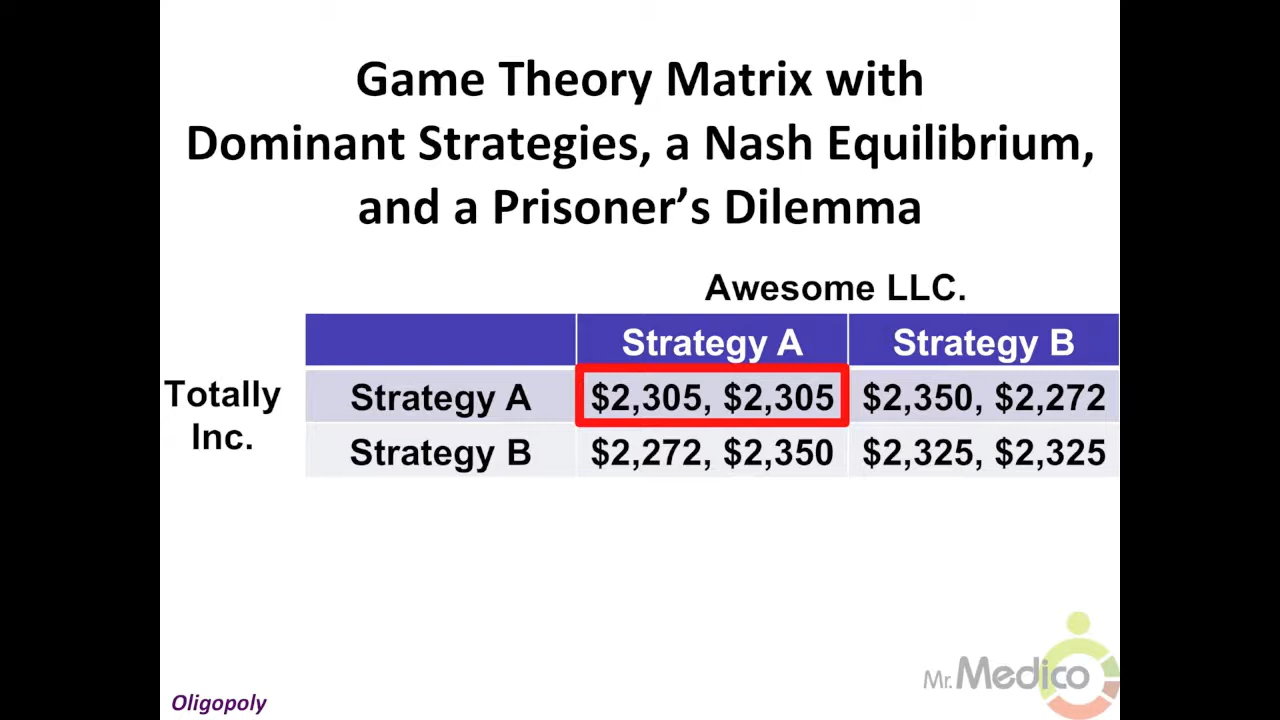 Game Theory Matrix with
Dominant Strategies, a Nash Equilibrium,
and a Prisoner’s Dilemma
Awesome LLC.
Strategy A Strategy B
Totally Inc.
Strategy A $2,305, $2,305 $2,350, $2,272
Strategy B $2,272, $2,350 $2,325, $2,325
Mr. Medico
Oligopoly